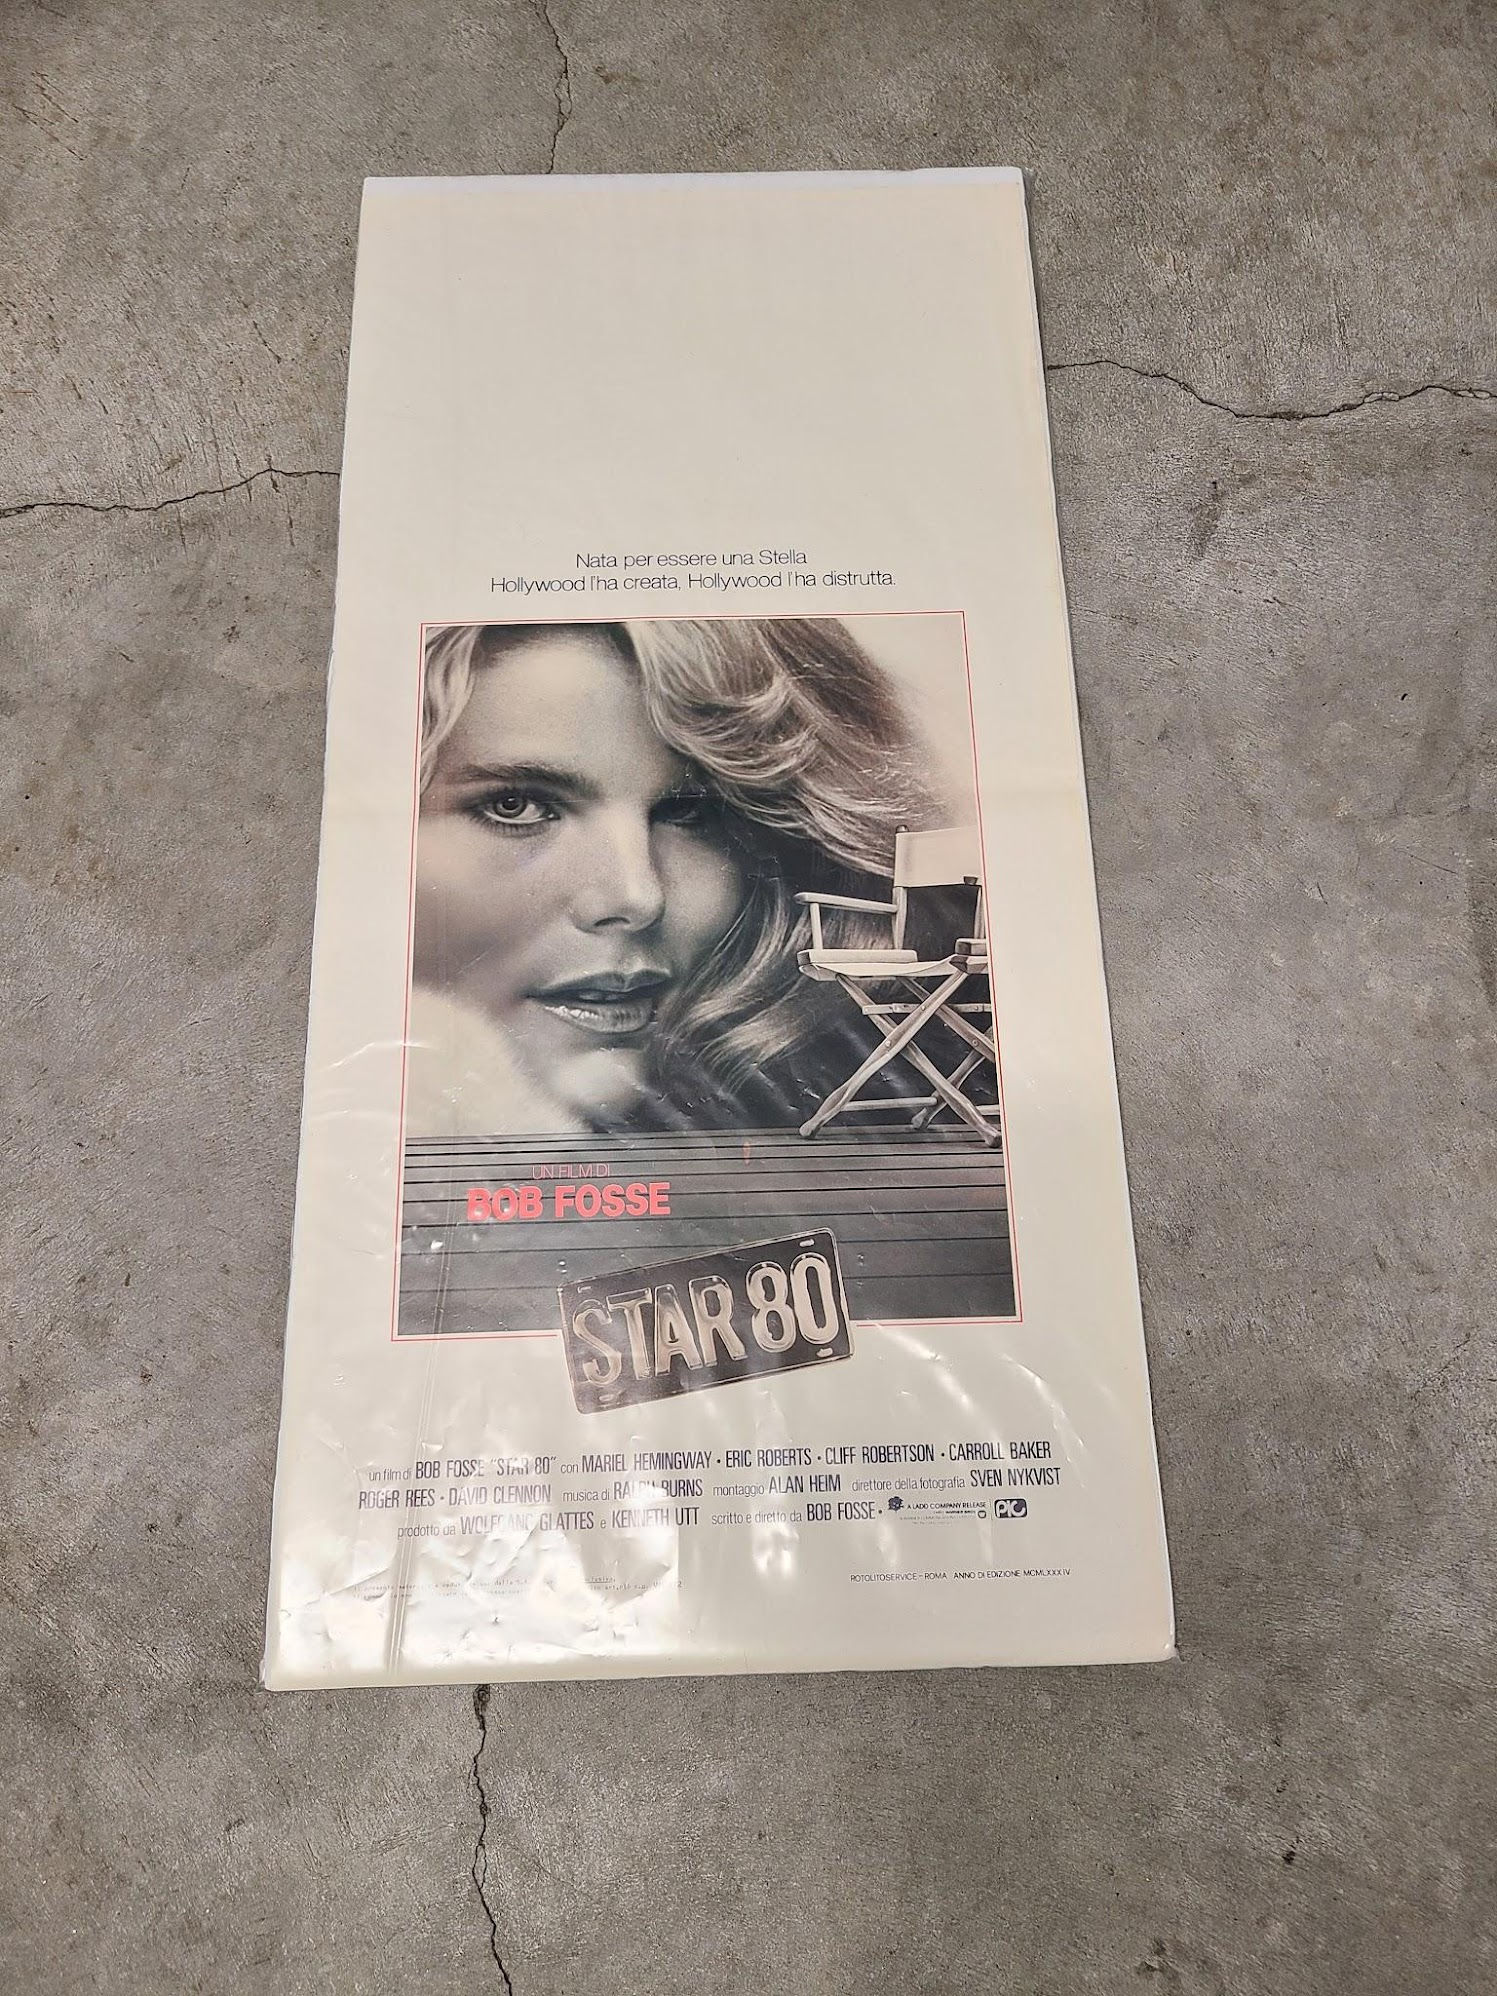 Nata per essere una Stella
Hollywood l'ha creata, Hollywood l'ha distrutta.
UN FILM DI
BOB FOSSE
STAR 80
un film di BOB FOSSE "STAR 80" con MARIEL HEMINGWAY • ERIC ROBERTS • CLIFF ROBERTSON • CARROLL BAKER
ROGER REES • DAVID CLENNON musica di RALPH BURNS montaggio ALAN HEIM direttore della fotografia SVEN NYKVIST
prodotto da WOLFGANG GLATTES e KENNETH UTT scritto e diretto da BOB FOSSE • A LADD COMPANY RELEASE PIC
ROTOLITOSERVICE - ROMA ANNO DI EDIZIONE MCMLXXXIV